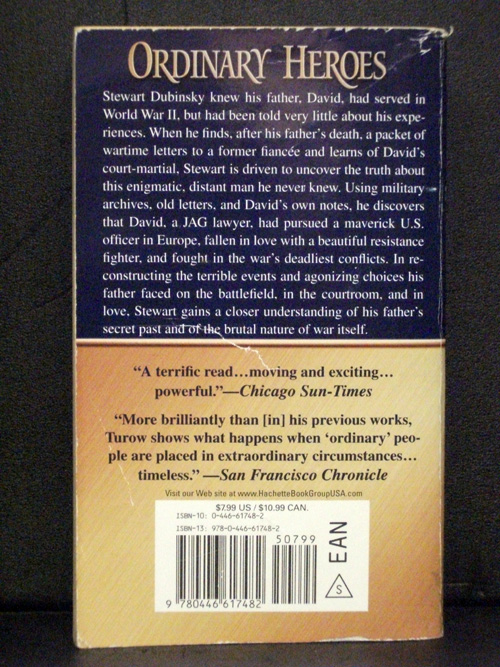 ORDINARY HEROES
Stewart Dubinsky knew his father, David, had served in
World War II, but had been told very little about his expe-
riences. When he finds, after his father's death, a packet of
wartime letters to a former fiancée and learns of David's
court-martial, Stewart is driven to uncover the truth about
this enigmatic, distant man he never knew. Using military
archives, old letters, and David's own notes, he discovers
that David, a JAG lawyer, had pursued a maverick U.S.
officer in Europe, fallen in love with a beautiful resistance
fighter, and fought in the war's deadliest conflicts. In re-
constructing the terrible events and agonizing choices his
father faced on the battlefield, in the courtroom, and in
love, Stewart gains a closer understanding of his father's
secret past and of the brutal nature of war itself.
“A terrific read…moving and exciting…
powerful.”—Chicago Sun-Times
“More brilliantly than [in] his previous works,
Turow shows what happens when ‘ordinary’ peo-
ple are placed in extraordinary circumstances…
timeless.” —San Francisco Chronicle
Visit our Web site at www.HachetteBookGroupUSA.com
$7.99 US / $10.99 CAN.
ISBN-10: 0-446-61748-2
ISBN-13: 978-0-446-61748-2
50799
EAN
S
9 780446 617482